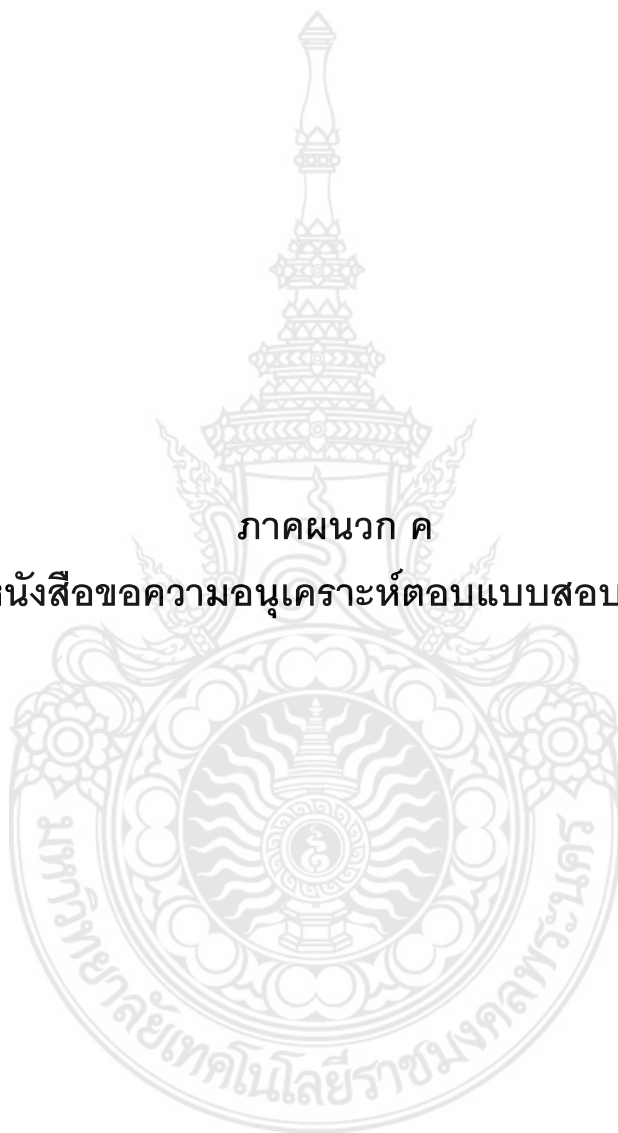 ภาคผนวก ค
นังสือขอความอนุเคราะห์ตอบแบบสอบ
มหาวิทยาลัยเทคโนโลยีราชมงคลพระนคร